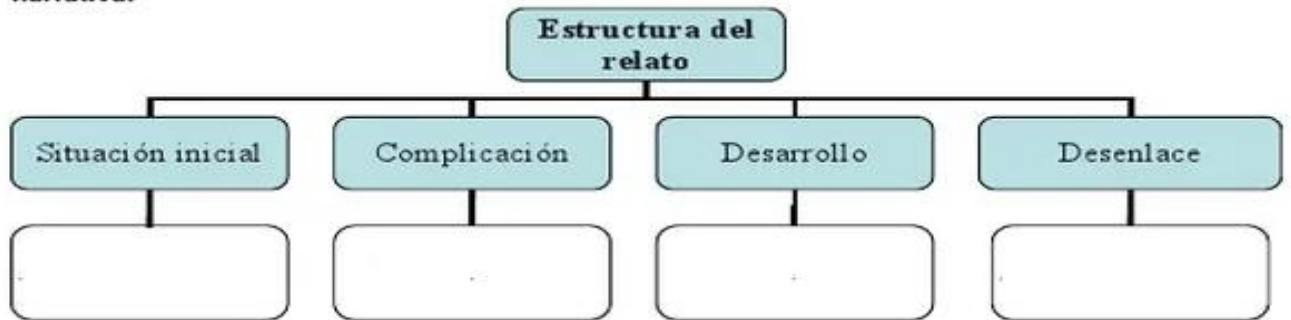 Estructura del
relato
Situación inicial
Complicación
Desarrollo
Desenlace